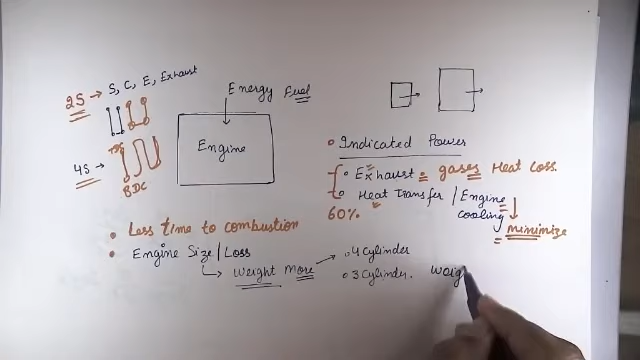 2S → S, C, E, Exhaust
TDC
4S →
BDC
Energy Fuel
Engine
Indicated Power
Exhaust = gases Heat Loss.
Heat Transfer / Engine cooling
60%
minimize
Less time to combustion
Engine Size / Loss
Weight More
4 Cylinder
3 Cylinder. Weig